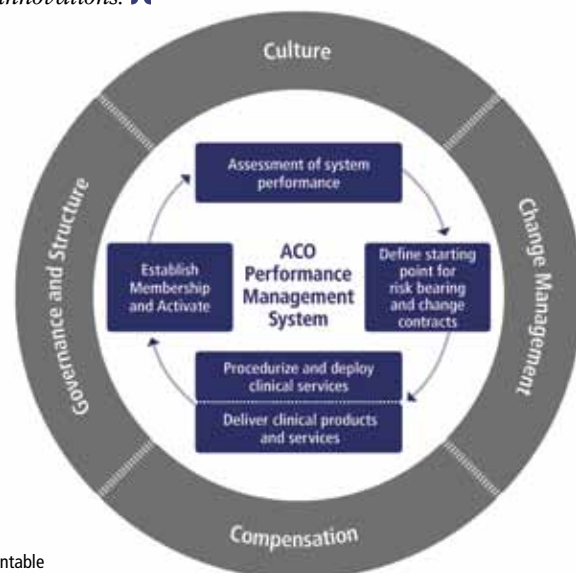 innovations.
Culture
Assessment of system
performance
Governance and Structure
Change Management
ACO
Performance
Management
System
Establish
Membership
and Activate
Define starting
point for
risk bearing
and change
contracts
Procedurize and deploy
clinical services
Deliver clinical products
and services
Compensation